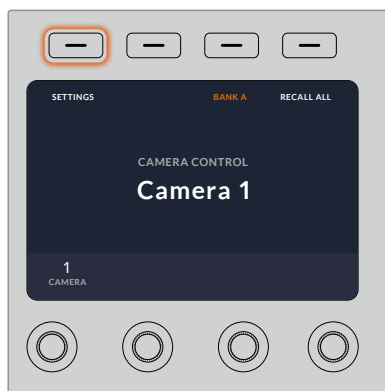 SETTINGS BANK A RECALL ALL
CAMERA CONTROL
Camera 1
1
CAMERA